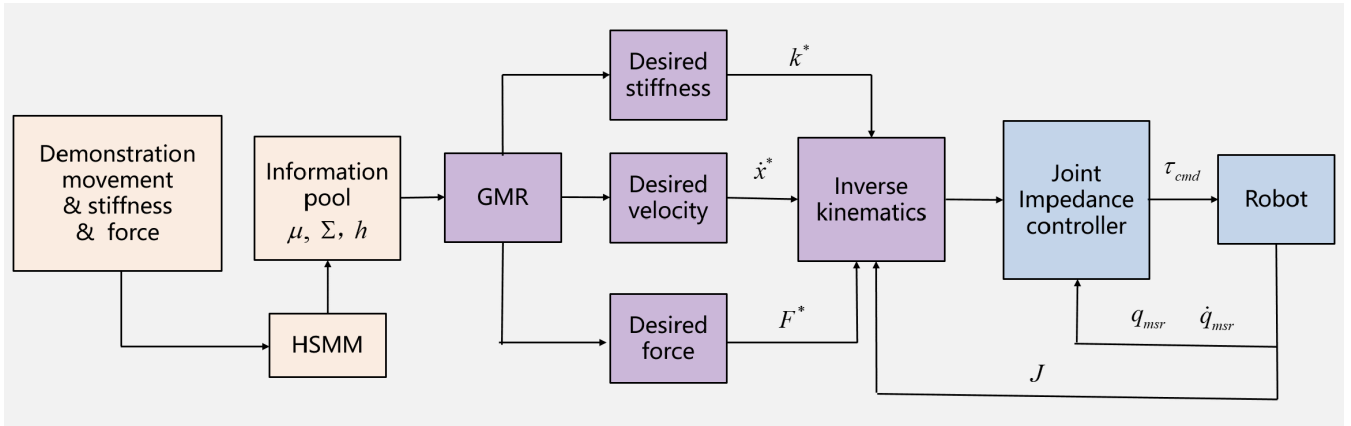 Demonstration
movement
& stiffness
& force
Information
pool
μ, Σ, h
HSMM
GMR
Desired
stiffness
k*
Desired
velocity
ẋ*
Desired
force
F*
Inverse
kinematics
Joint
Impedance
controller
τcmd
Robot
qmsr q̇msr
J